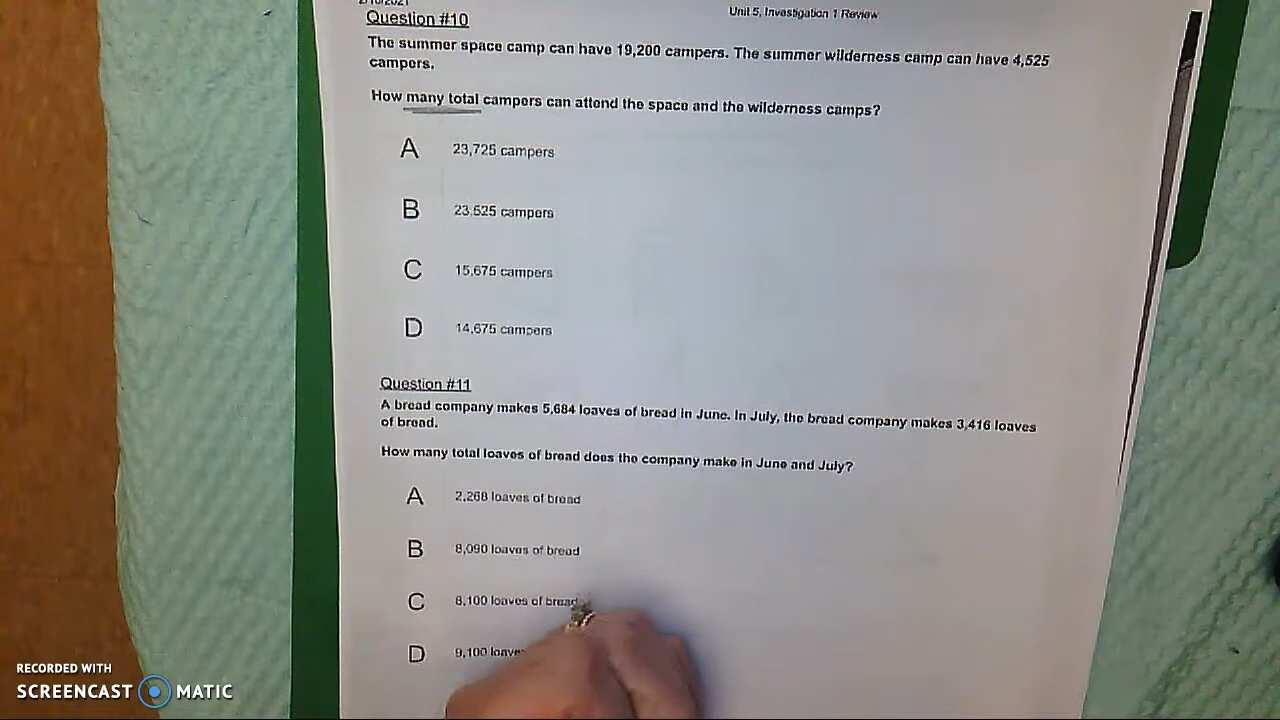 2/10/2021
Unit 5, Investigation 1 Review
Question #10
The summer space camp can have 19,200 campers. The summer wilderness camp can have 4,525
campers.
How many total campers can attend the space and the wilderness camps?
A 23,725 campers
B 23,525 campers
C 15,675 campers
D 14,675 campers
Question #11
A bread company makes 5,684 loaves of bread in June. In July, the bread company makes 3,416 loaves
of bread.
How many total loaves of bread does the company make in June and July?
A 2,268 loaves of bread
B 8,090 loaves of bread
C 8,100 loaves of bread
D 9,100 loave
RECORDED WITH
SCREENCAST MATIC